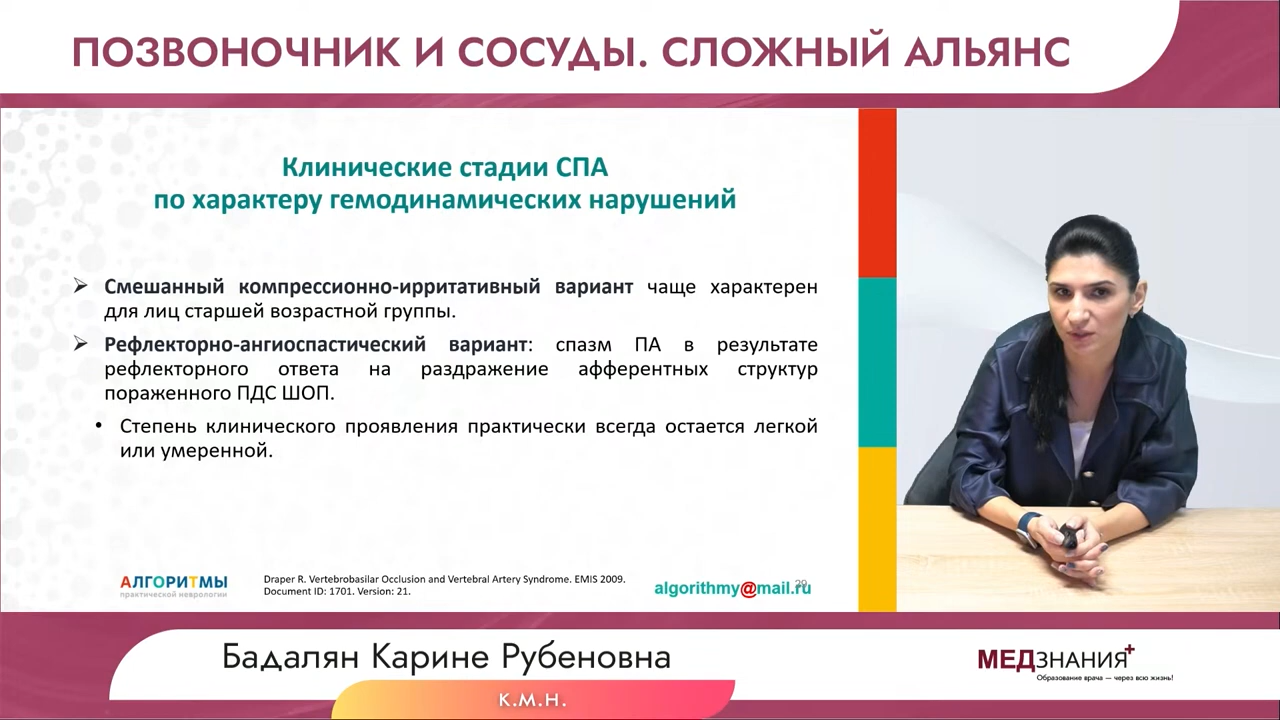 ПОЗВОНОЧНИК И СОСУДЫ. СЛОЖНЫЙ АЛЬЯНС
Клинические стадии СПА
по характеру гемодинамических нарушений
➢ Смешанный компрессионно-ирритативный вариант чаще характерен
для лиц старшей возрастной группы.
➢ Рефлекторно-ангиоспастический вариант: спазм ПА в результате
рефлекторного ответа на раздражение афферентных структур
пораженного ПДС ШОП.
• Степень клинического проявления практически всегда остается легкой
или умеренной.
АЛГОРИТМЫ
практической неврологии
Draper R. Vertebrobasilar Occlusion and Vertebral Artery Syndrome. EMIS 2009.
Document ID: 1701. Version: 21.
algorithmy@mail.ru
29
Бадалян Карине Рубеновна
К.М.Н.
МЕДЗНАНИЯ+
Образование врача — через всю жизнь!